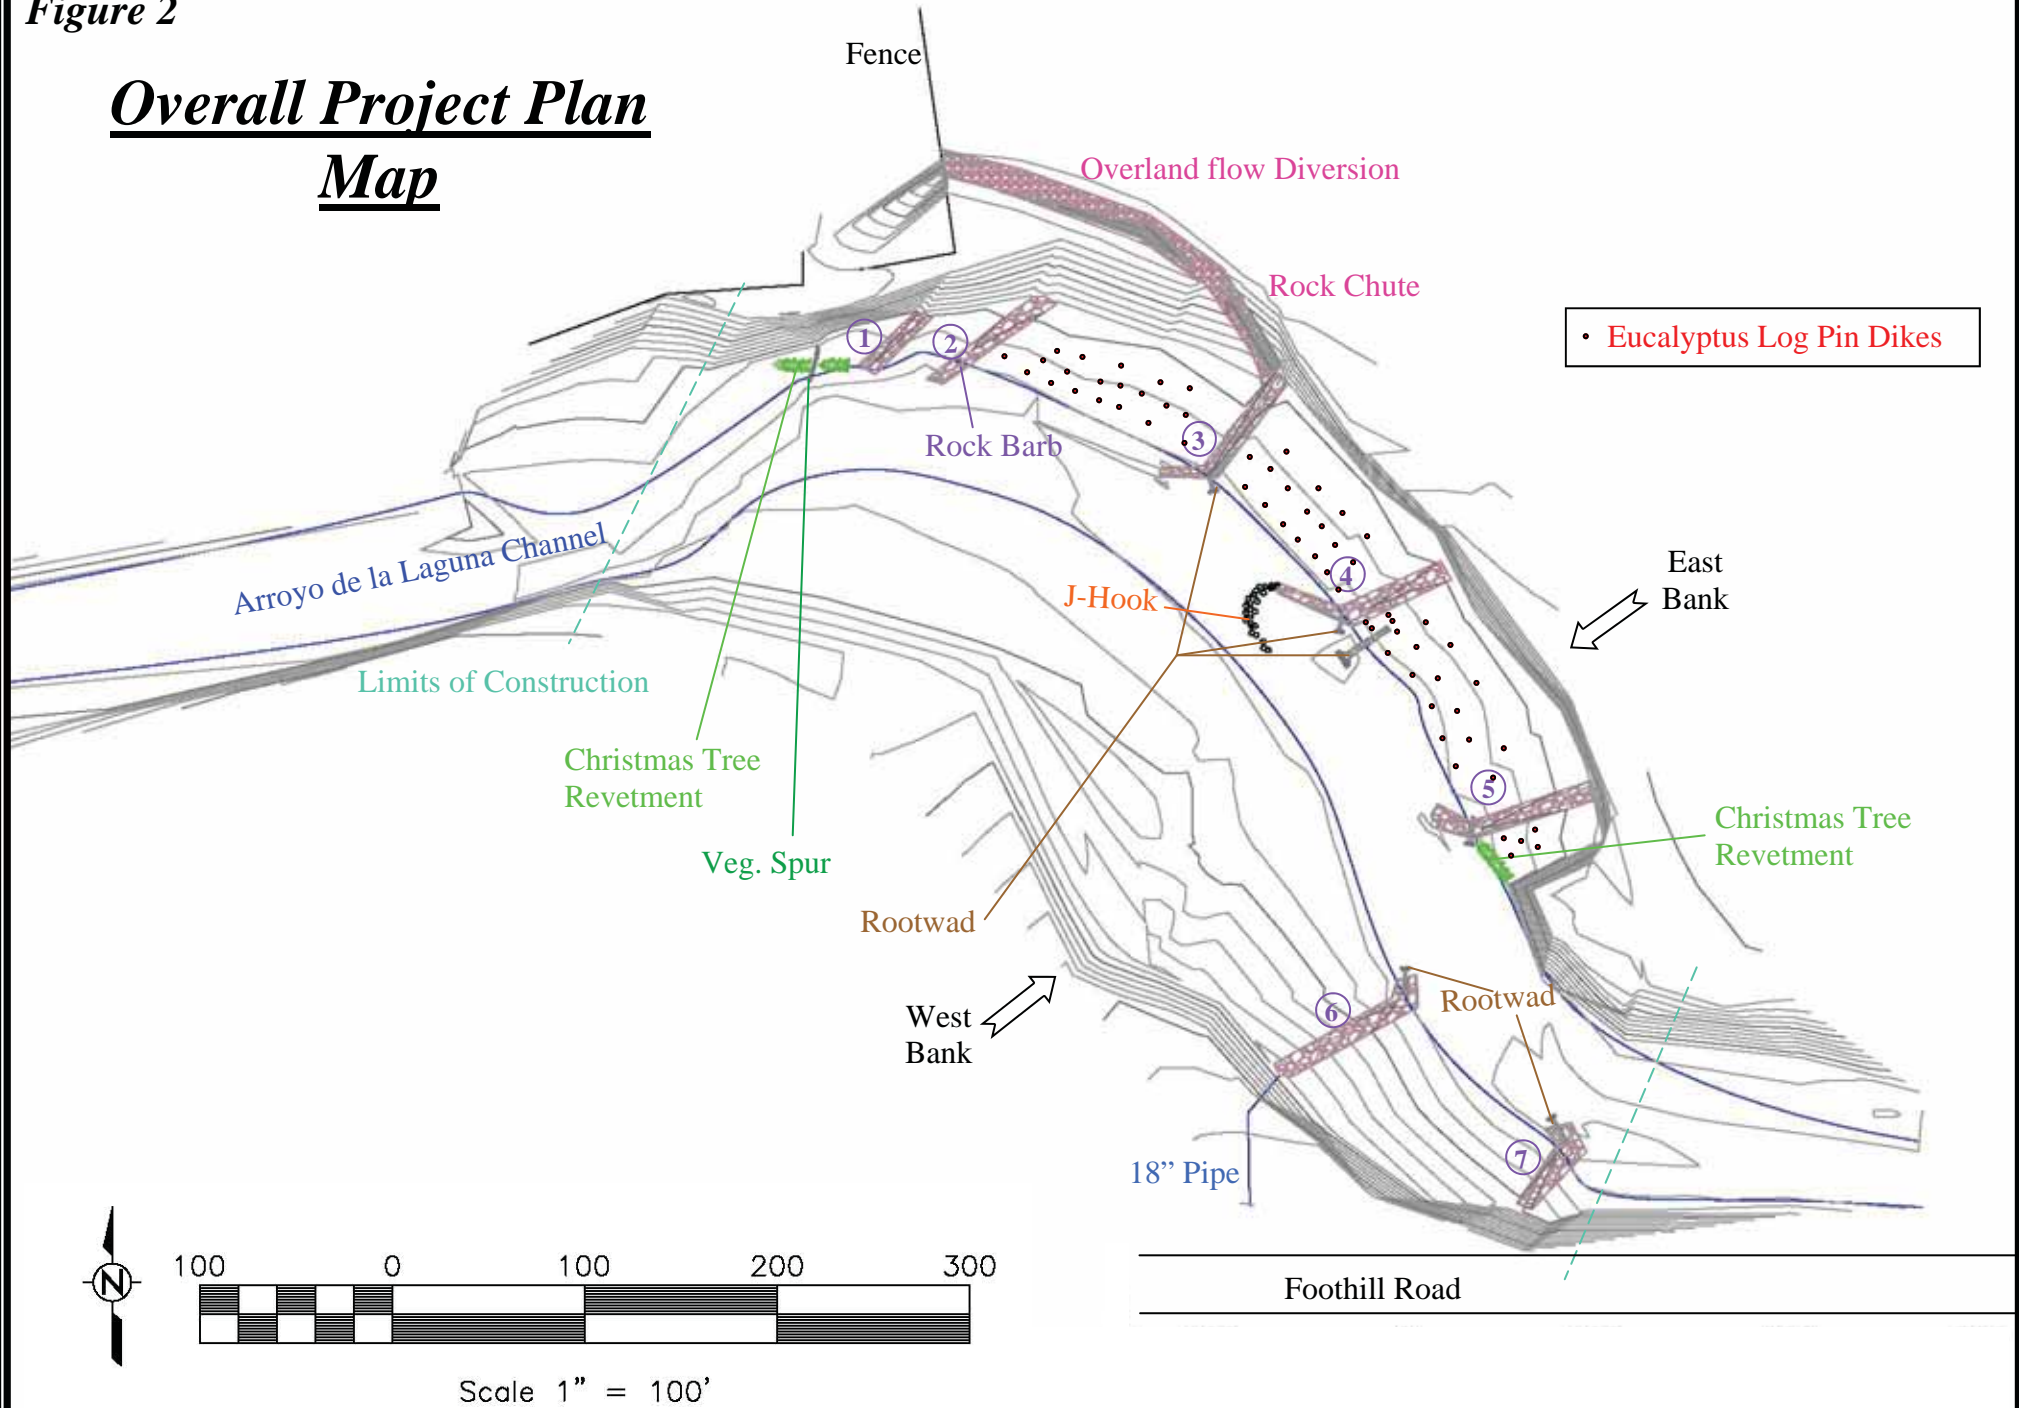 Figure 2
Overall Project Plan
Map
Fence
Overland flow Diversion
Rock Chute
Eucalyptus Log Pin Dikes
1
2
3
Rock Barb
Arroyo de la Laguna Channel
4
J-Hook
East
Bank
Limits of Construction
Christmas Tree
Revetment
5
Christmas Tree
Revetment
Veg. Spur
Rootwad
West
Bank
6
Rootwad
18” Pipe
7
N
100 0 100 200 300
Foothill Road
Scale 1” = 100’